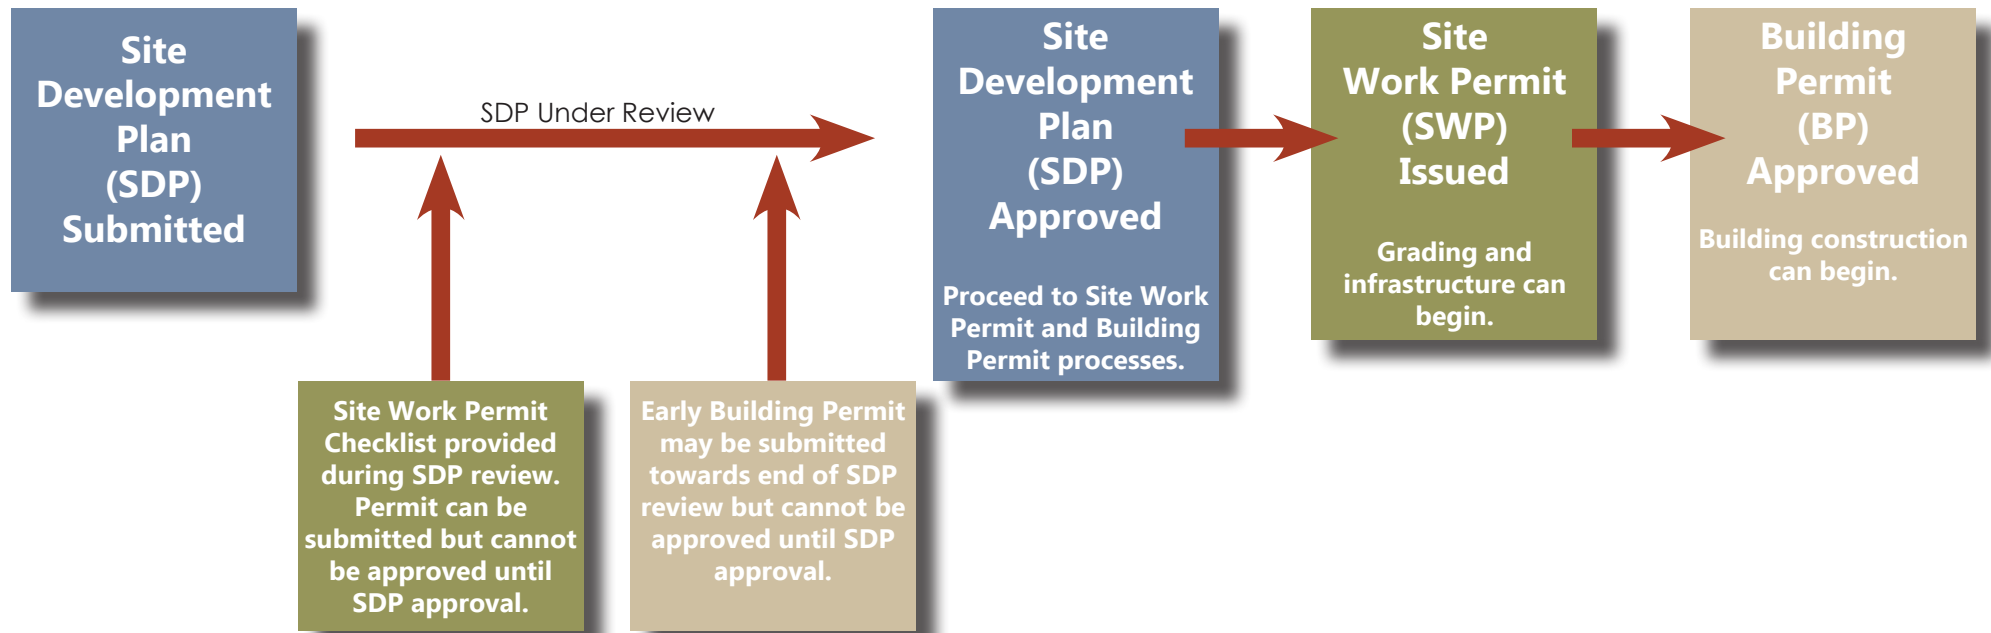 Site
Development
Plan
(SDP)
Submitted
SDP Under Review
Site Work Permit
Checklist provided
during SDP review.
Permit can be
submitted but cannot
be approved until
SDP approval.
Early Building Permit
may be submitted
towards end of SDP
review but cannot be
approved until SDP
approval.
Site
Development
Plan
(SDP)
Approved
Proceed to Site Work
Permit and Building
Permit processes.
Site
Work Permit
(SWP)
Issued
Grading and
infrastructure can
begin.
Building
Permit
(BP)
Approved
Building construction
can begin.